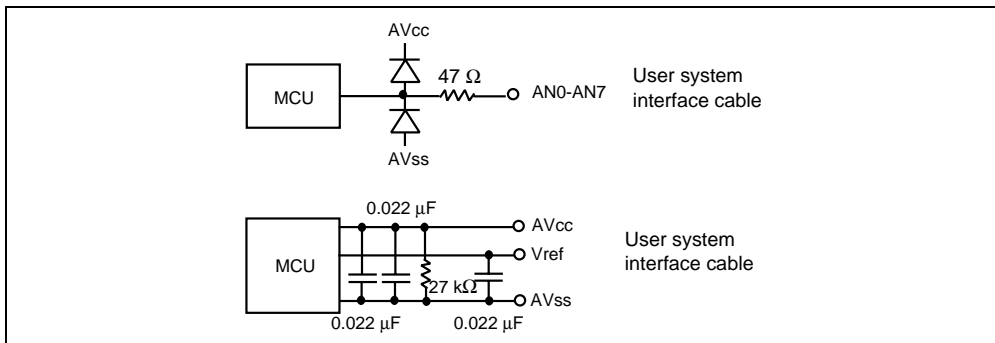 AVcc
47 Ω
MCU
AN0-AN7
User system
interface cable
AVss
0.022 µF
AVcc
Vref
MCU
User system
interface cable
27 kΩ
AVss
0.022 µF
0.022 µF